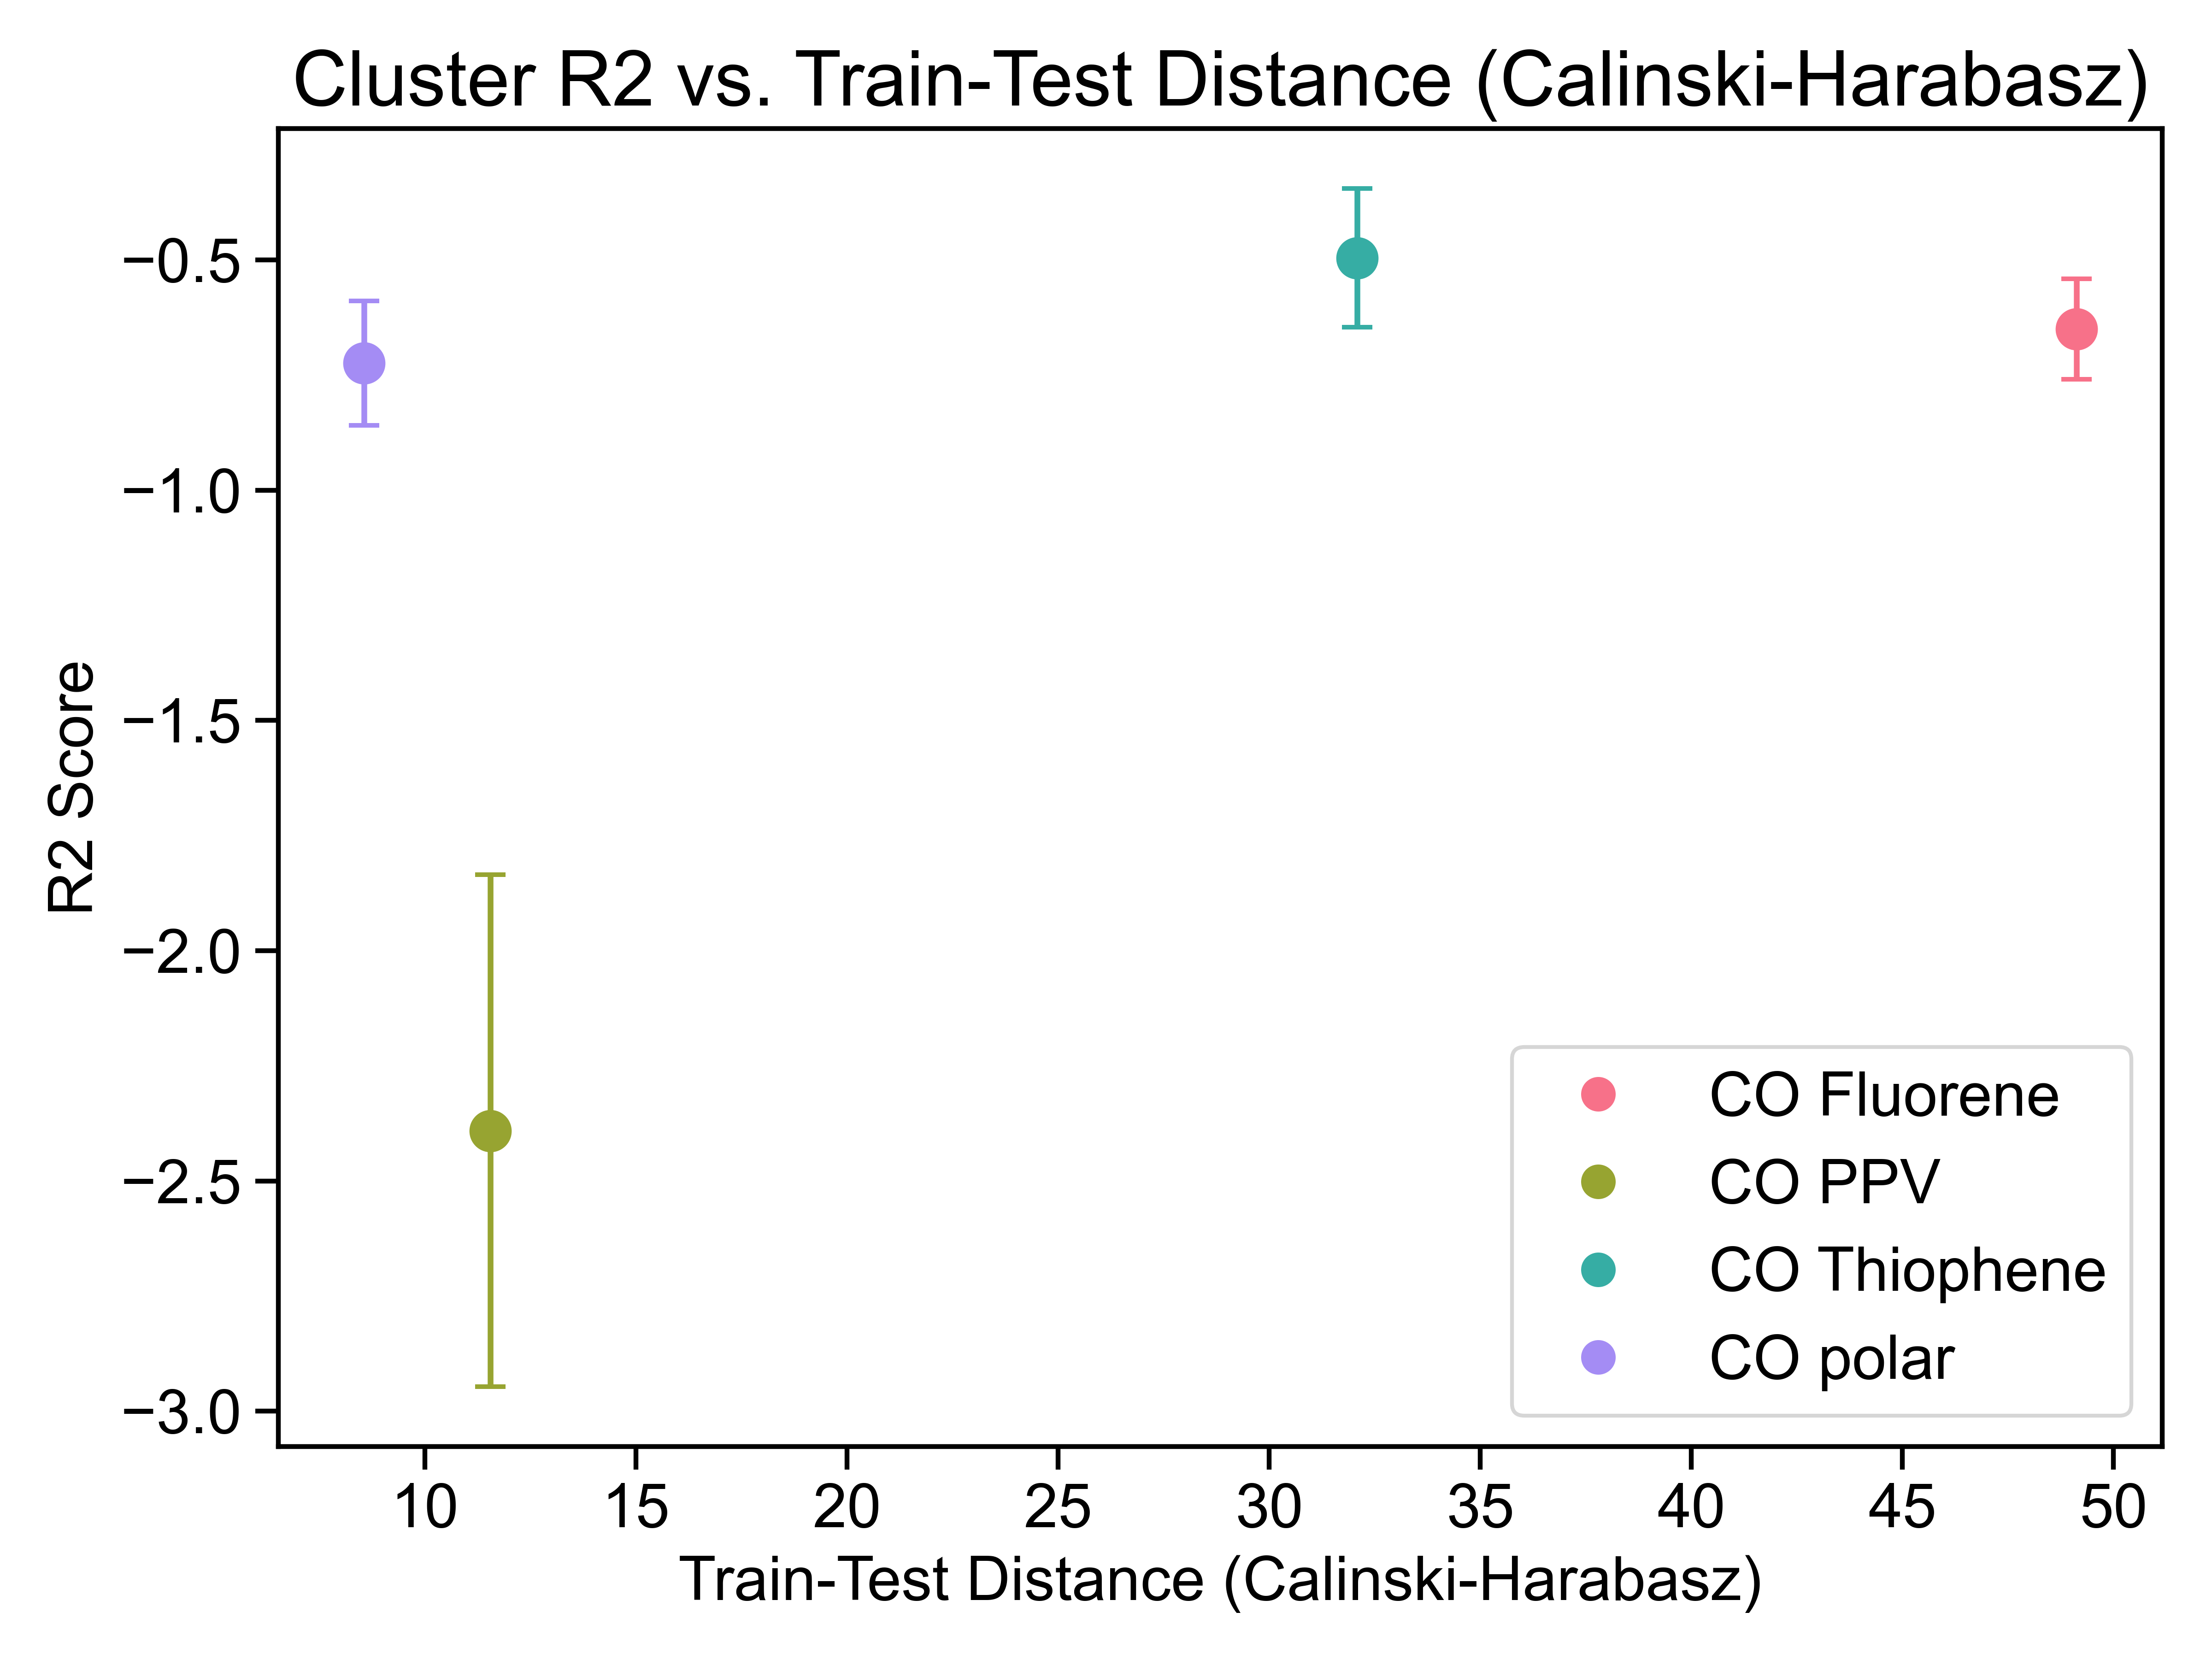 Cluster R2 vs. Train-Test Distance (Calinski-Harabasz)
R2 Score
−0.5
−1.0
−1.5
−2.0
−2.5
−3.0
CO Fluorene
CO PPV
CO Thiophene
CO polar
10 15 20 25 30 35 40 45 50
Train-Test Distance (Calinski-Harabasz)